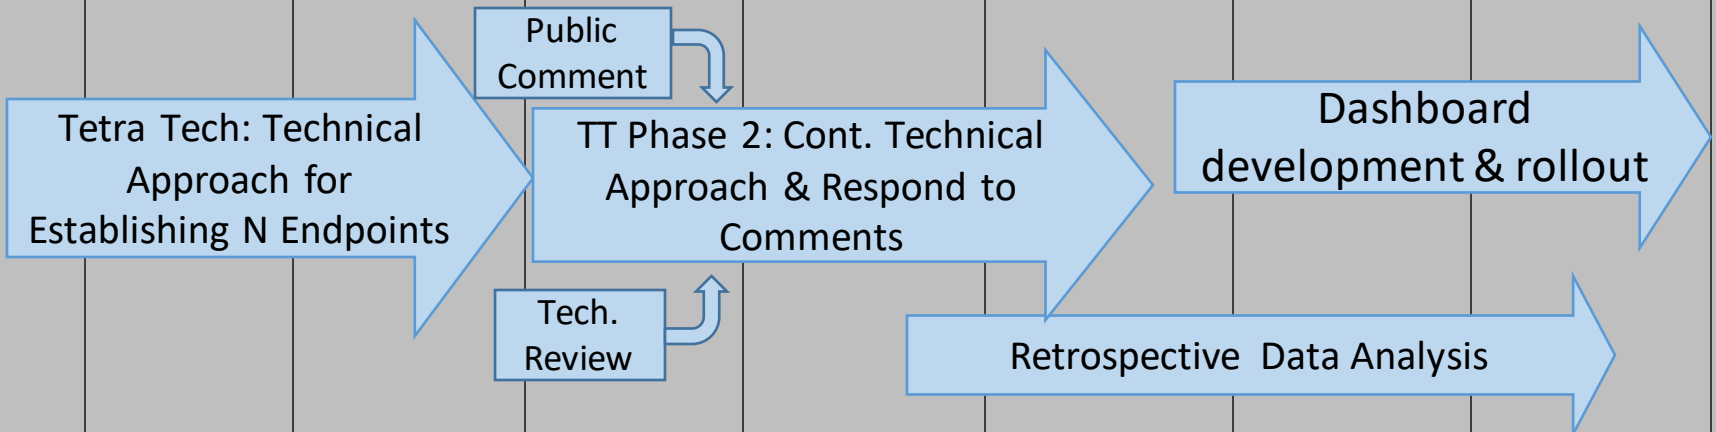 Public
Comment
Tetra Tech: Technical
Approach for
Establishing N Endpoints
TT Phase 2: Cont. Technical
Approach & Respond to
Comments
Dashboard
development & rollout
Tech.
Review
Retrospective Data Analysis